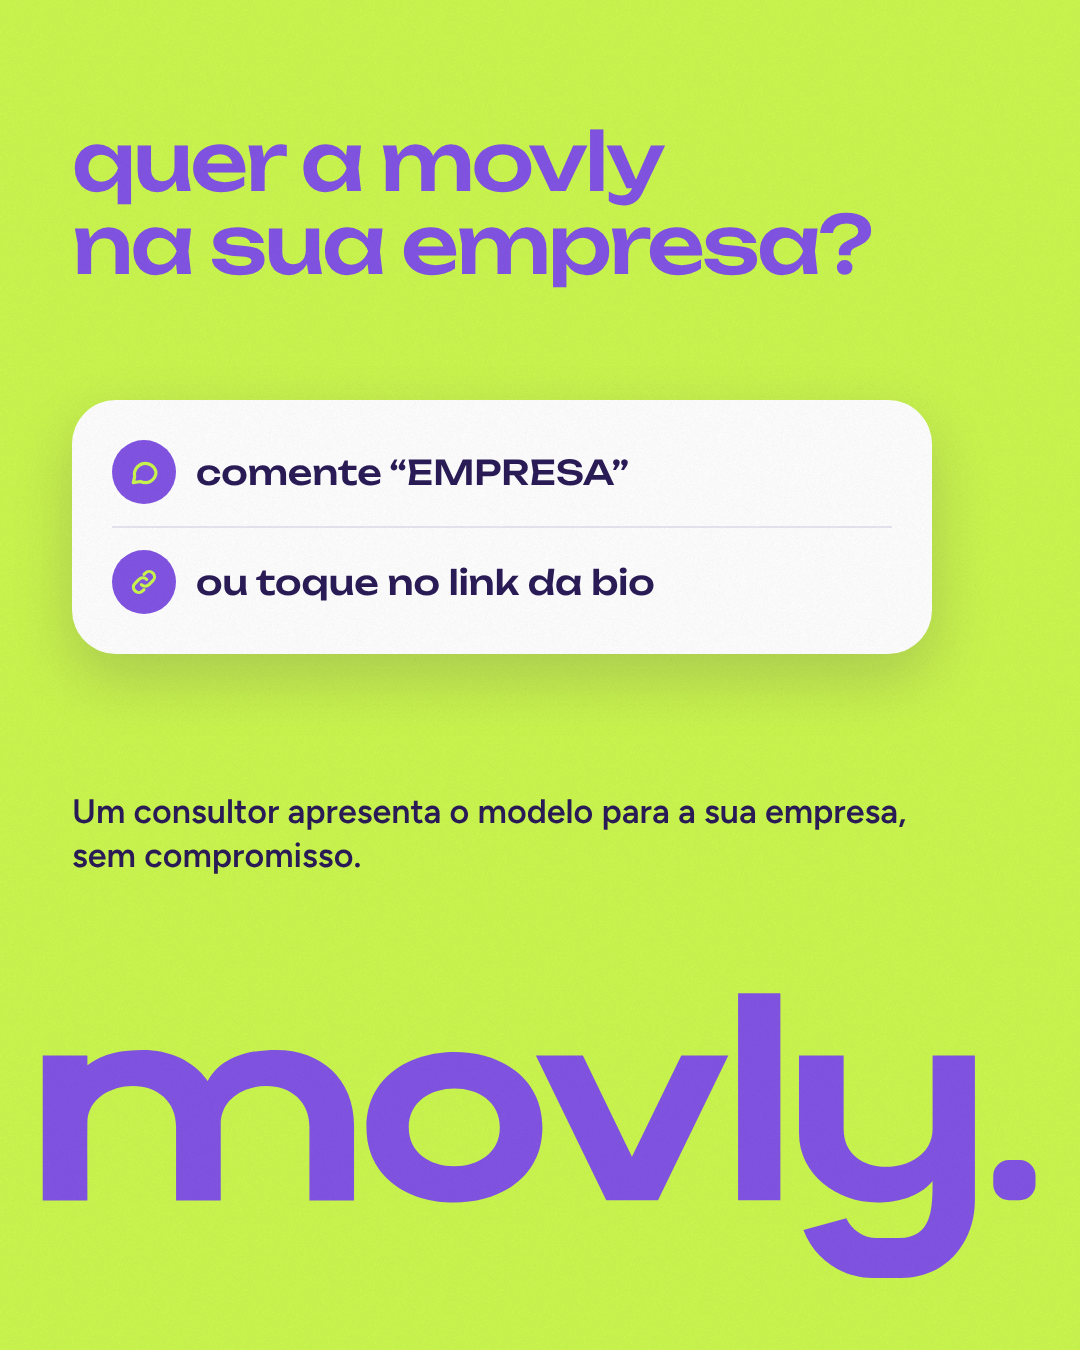 quer a movly
na sua empresa?
comente “EMPRESA”
ou toque no link da bio
Um consultor apresenta o modelo para a sua empresa,
sem compromisso.
movly.